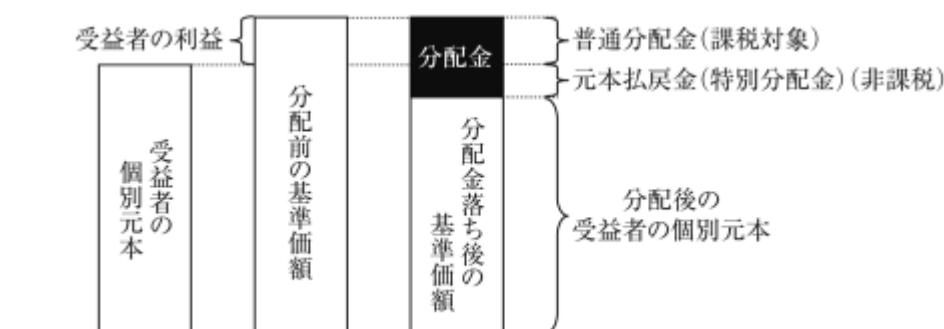 受益者の利益
分配金
普通分配金(課税対象)
元本払戻金(特別分配金)(非課税)
受益者の
個別元本
分配前の基準価額
分配金落ち後の
基準価額
分配後の
受益者の個別元本